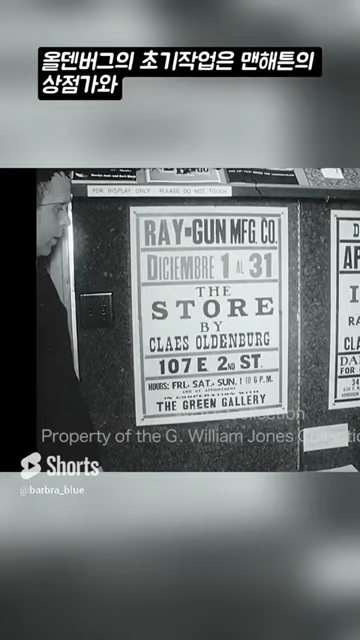 올덴버그의 초기작업은 맨해튼의
상점가와
FOR DISPLAY ONLY - PLEASE DO NOT TOUCH
RAY-GUN MFG. CO.
DICIEMBRE 1 AL 31
THE
STORE
BY
CLAES OLDENBURG
107 E. 2ND ST.
HOURS: FRI., SAT., SUN. 1 TO 6 P.M.
AND BY APPOINTMENT
IN COOPERATION WITH
THE GREEN GALLERY
Property of the G. William Jones
Shorts
@barbra_blue